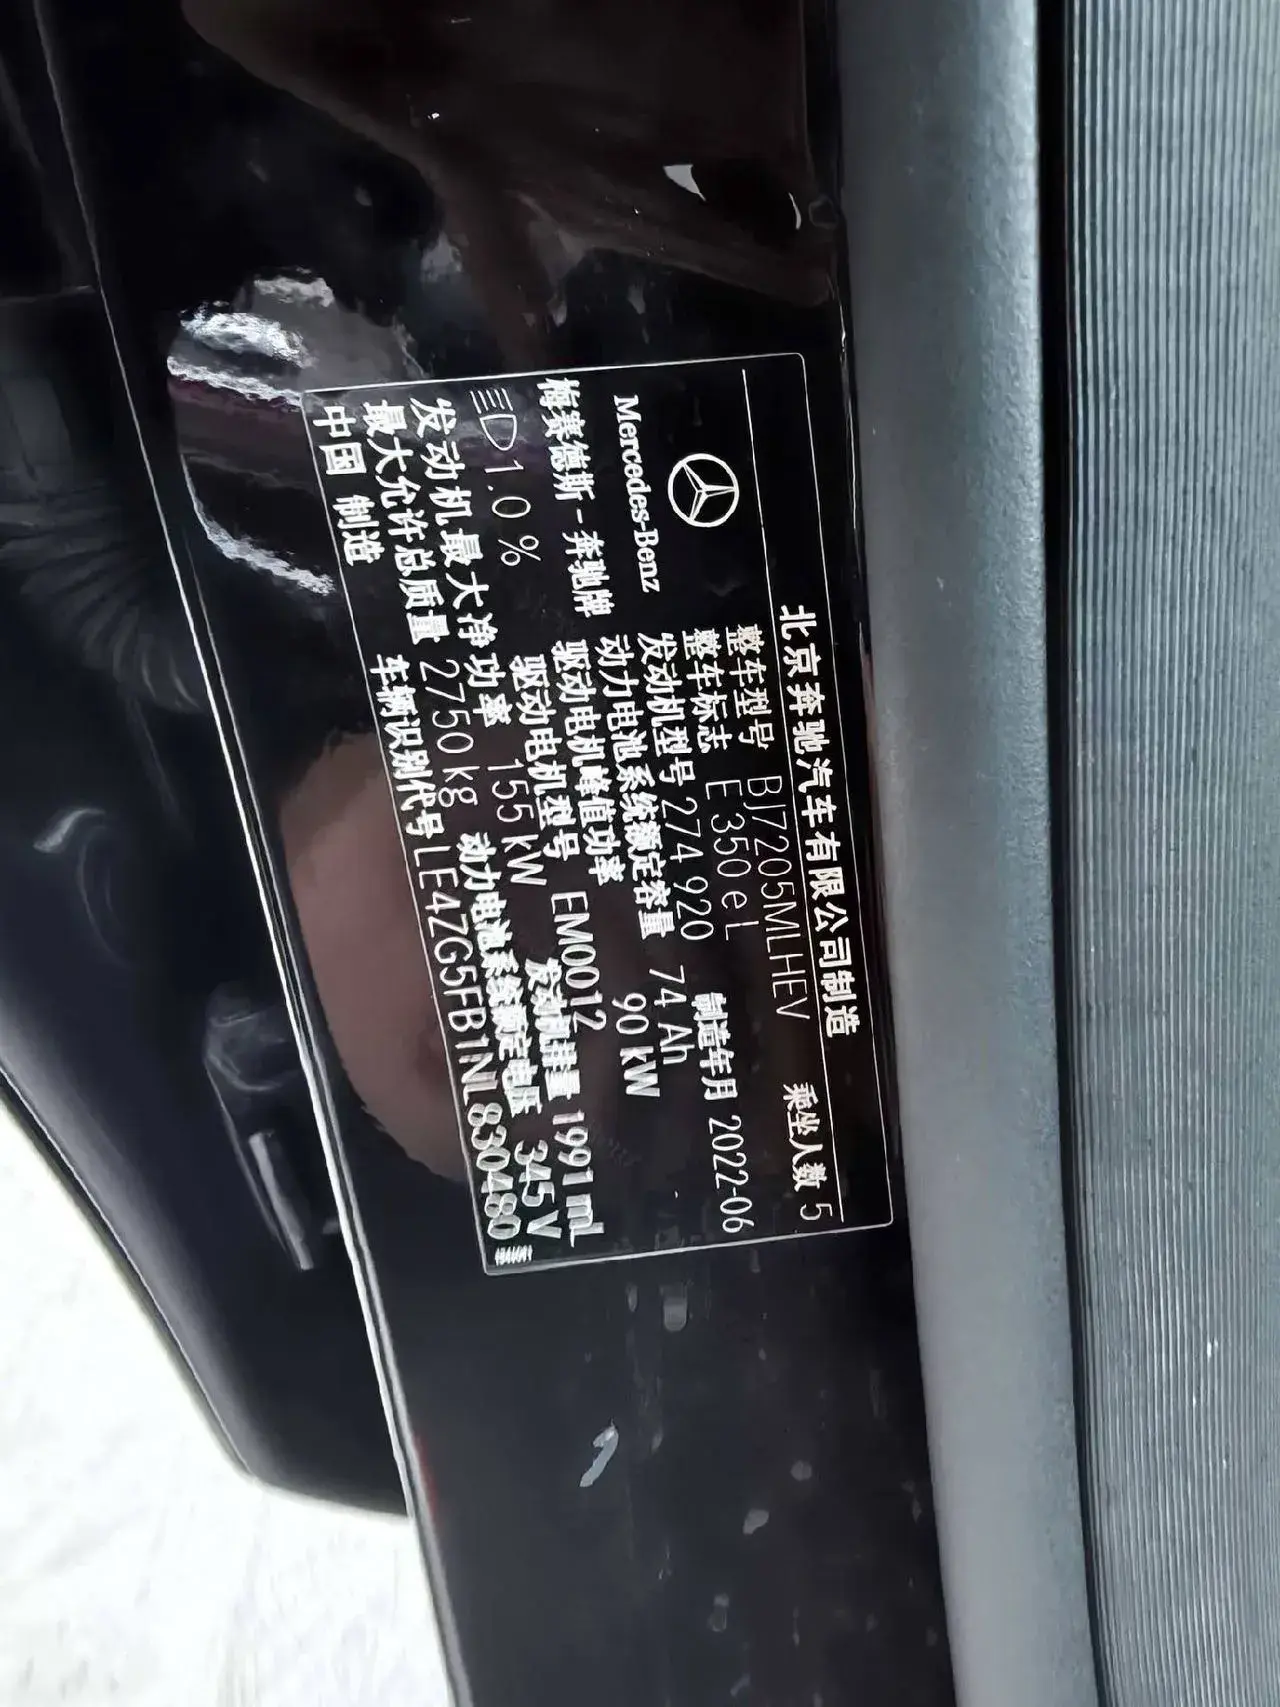 北京奔驰汽车有限公司制造
Mercedes-Benz
梅赛德斯-奔驰牌
整车型号 BJ7205MLHEV 乘坐人数 5
整车标志 E 350 e L
发动机型号 274 920 制造年月 2022-06
动力电池系统额定容量 74 Ah
驱动电机峰值功率 90 kW
1.0 % 驱动电机型号 EM0012
发动机最大净功率 155 kW 发动机排量 1991 mL
最大允许总质量 2750 kg 动力电池系统额定电压 345 V
中国 制造 车辆识别代号 LE4ZG5FB1NL830480